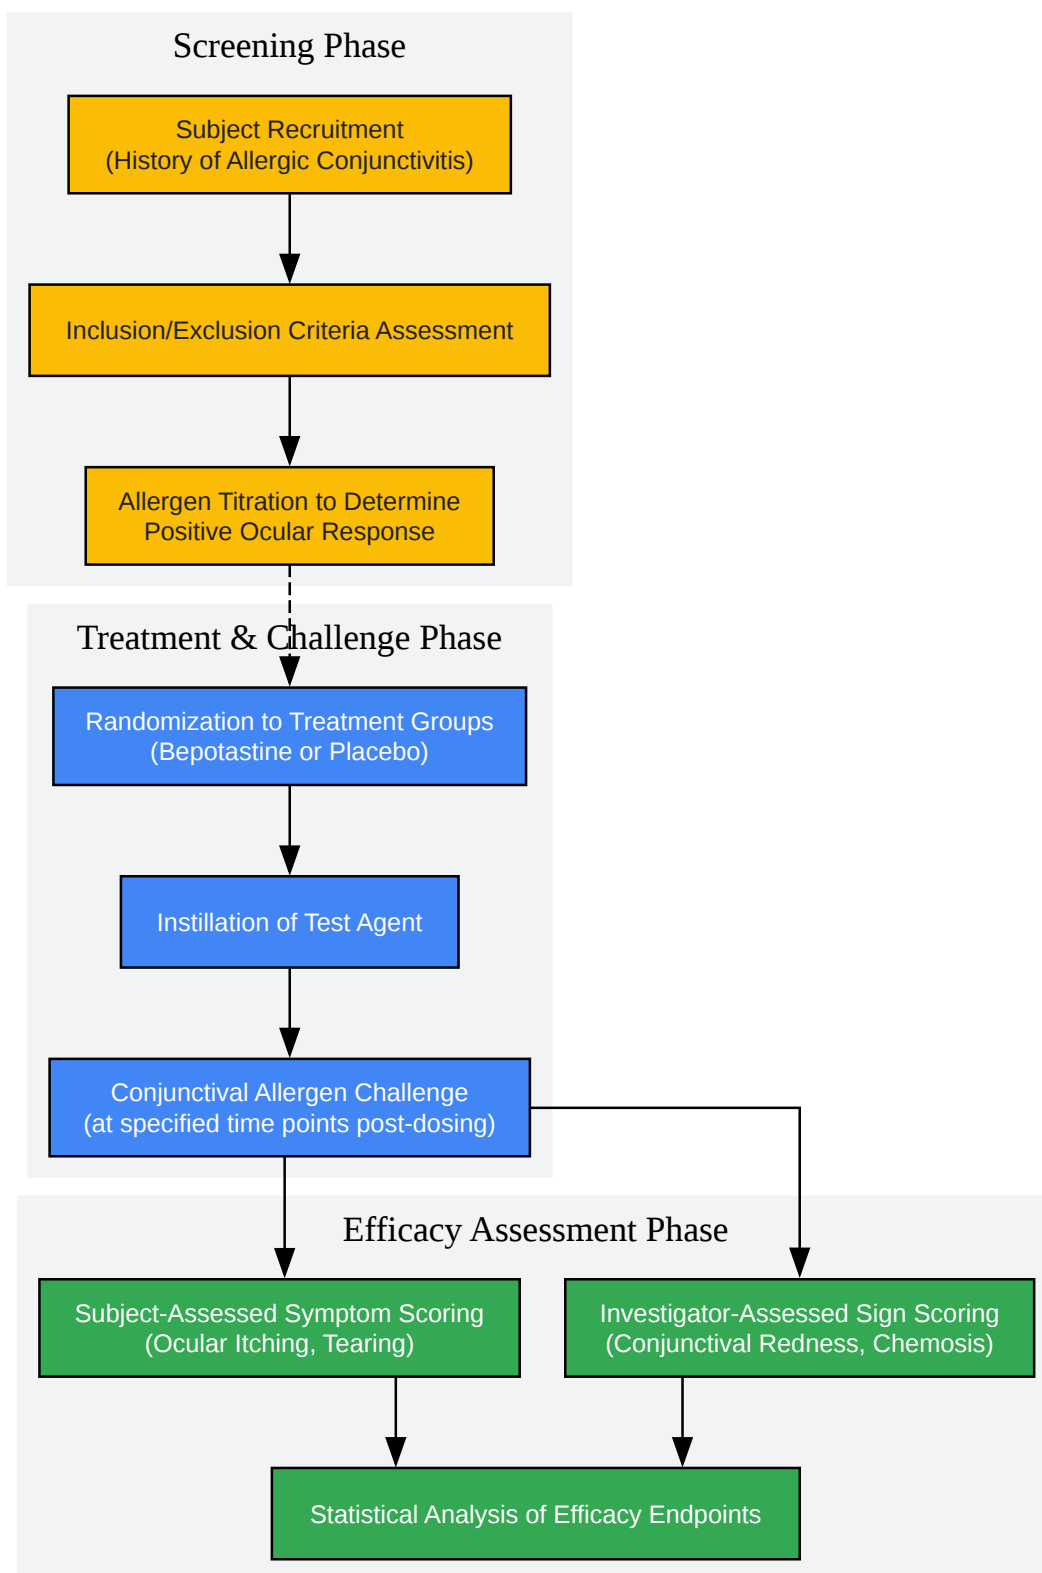 Screening Phase
Subject Recruitment
(History of Allergic Conjunctivitis)
Inclusion/Exclusion Criteria Assessment
Allergen Titration to Determine
Positive Ocular Response
Treatment & Challenge Phase
Randomization to Treatment Groups
(Bepotastine or Placebo)
Instillation of Test Agent
Conjunctival Allergen Challenge
(at specified time points post-dosing)
Efficacy Assessment Phase
Subject-Assessed Symptom Scoring
(Ocular Itching, Tearing)
Investigator-Assessed Sign Scoring
(Conjunctival Redness, Chemosis)
Statistical Analysis of Efficacy Endpoints